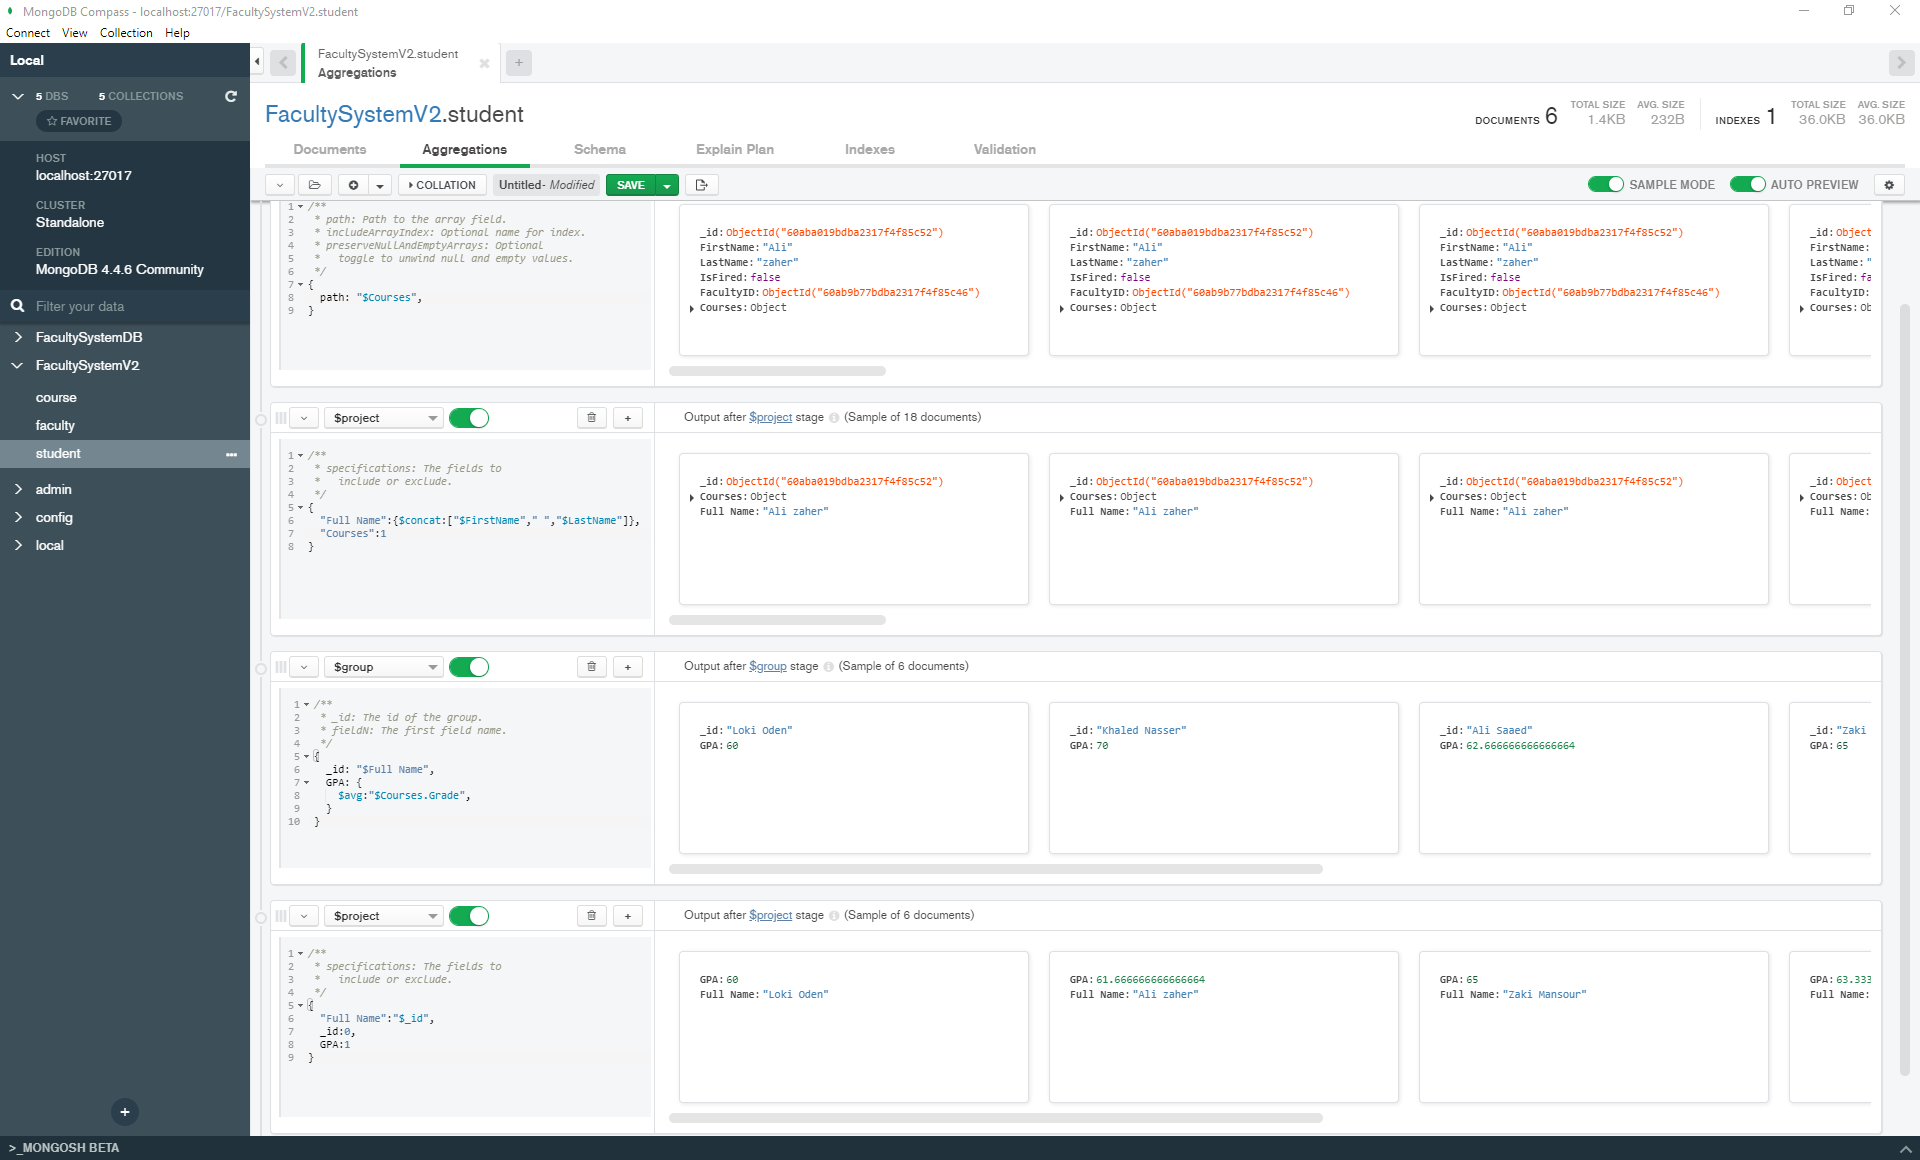 MongoDB Compass - localhost:27017/FacultySystemV2.student
Connect View Collection Help
Local
5 DBS 5 COLLECTIONS
FAVORITE
HOST
localhost:27017
CLUSTER
Standalone
EDITION
MongoDB 4.4.6 Community
Filter your data
FacultySystemDB
FacultySystemV2
course
faculty
student
admin
config
local
>_MONGOSH BETA
FacultySystemV2.student
Aggregations
FacultySystemV2.student
DOCUMENTS 6 TOTAL SIZE 1.4KB AVG. SIZE 232B INDEXES 1 TOTAL SIZE 36.0KB AVG. SIZE 36.0KB
Documents Aggregations Schema Explain Plan Indexes Validation
COLLATION Untitled- Modified SAVE SAMPLE MODE AUTO PREVIEW
1 /**
2 * path: Path to the array field.
3 * includeArrayIndex: Optional name for index.
4 * preserveNullAndEmptyArrays: Optional
5 toggle to unwind null and empty values.
6 */
7 {
8 path: "$Courses",
9 }
_id: ObjectId("60aba019bdba2317f4f85c52")
FirstName: "Ali"
LastName: "zaher"
IsFired: false
FacultyID: ObjectId("60ab9b77bdba2317f4f85c46")
Courses: Object
_id: ObjectId("60aba019bdba2317f4f85c52")
FirstName: "Ali"
LastName: "zaher"
IsFired: false
FacultyID: ObjectId("60ab9b77bdba2317f4f85c46")
Courses: Object
_id: ObjectId("60aba019bdba2317f4f85c52")
FirstName: "Ali"
LastName: "zaher"
IsFired: false
FacultyID: ObjectId("60ab9b77bdba2317f4f85c46")
Courses: Object
_id: Object
FirstName:
LastName: "
IsFired: fa
FacultyID:
Courses: Ob
$project
Output after $project stage (Sample of 18 documents)
1 /**
2 * specifications: The fields to
3 * include or exclude.
4 */
5 {
6 "Full Name":{$concat:["$FirstName"," ","$LastName"]},
7 "Courses":1
8 }
_id: ObjectId("60aba019bdba2317f4f85c52")
Courses: Object
Full Name: "Ali zaher"
_id: ObjectId("60aba019bdba2317f4f85c52")
Courses: Object
Full Name: "Ali zaher"
_id: ObjectId("60aba019bdba2317f4f85c52")
Courses: Object
Full Name: "Ali zaher"
_id: Object
Courses: Ob
Full Name:
$group
Output after $group stage (Sample of 6 documents)
1 /**
2 * _id: The id of the group.
3 * fieldN: The first field name.
4 */
5 {
6 _id: "$Full Name",
7 GPA: {
8 $avg:"$Courses.Grade",
9 }
10 }
_id: "Loki Oden"
GPA: 60
_id: "Khaled Nasser"
GPA: 70
_id: "Ali Saaed"
GPA: 62.666666666666664
_id: "Zaki
GPA: 65
$project
Output after $project stage (Sample of 6 documents)
1 /**
2 * specifications: The fields to
3 * include or exclude.
4 */
5 {
6 "Full Name":"$_id",
7 _id:0,
8 GPA:1
9 }
GPA: 60
Full Name: "Loki Oden"
GPA: 61.666666666666664
Full Name: "Ali zaher"
GPA: 65
Full Name: "Zaki Mansour"
GPA: 63.333
Full Name: